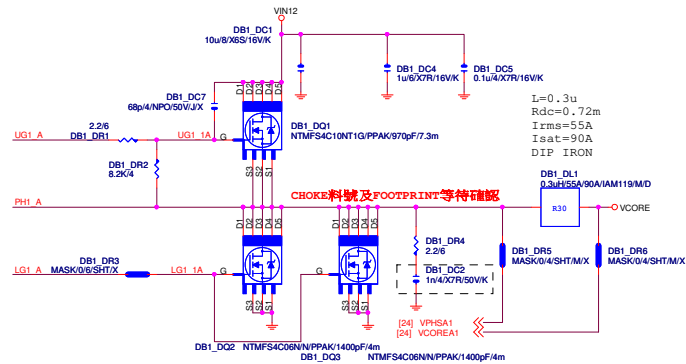 VIN12
DB1_DC1
10u/8/X6S/16V/K
DB1_DC4
1u/6/X7R/16V/K
DB1_DC5
0.1u/4/X7R/16V/K
DB1_DC7
68p/4/NPO/50V/J/X
D1
D2
D3
D4
D5
DB1_DQ1
NTMFS4C10NT1G/PPAK/970pF/7.3m
UG1_A
2.2/6
DB1_DR1
UG1_1A
G
S3
S2
S1
DB1_DR2
8.2K/4
L=0.3u
Rdc=0.72m
Irms=55A
Isat=90A
DIP IRON
DB1_DL1
0.3uH/55A/90A/IAM119/M/D
R30
VCORE
CHOKE料號及FOOTPRINT等待確認
PH1_A
D1
D2
D3
D4
D5
D1
D2
D3
D4
D5
DB1_DR3
MASK/0/6/SHT/X
LG1_A
LG1_1A
G
S3
S2
S1
G
S3
S2
S1
DB1_DR4
2.2/6
DB1_DC2
1n/4/X7R/50V/K
DB1_DR5
MASK/0/4/SHT/M/X
DB1_DR6
MASK/0/4/SHT/M/X
[24] VPHSA1
[24] VCOREA1
DB1_DQ2 NTMFS4C06N/N/PPAK/1400pF/4m
DB1_DQ3 NTMFS4C06N/N/PPAK/1400pF/4m